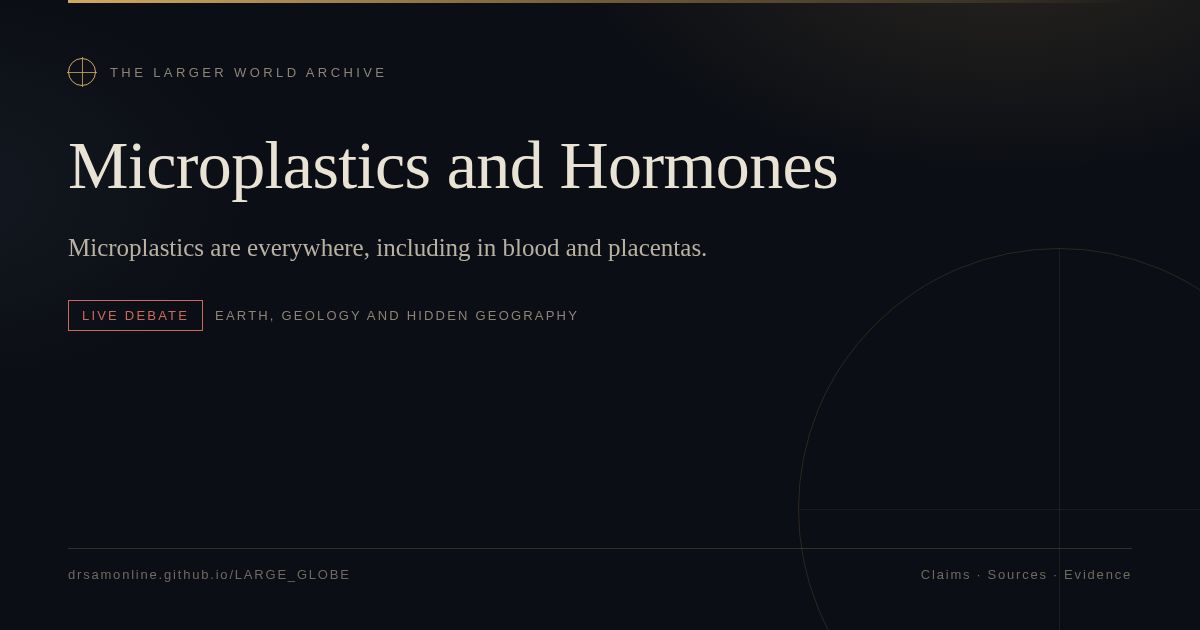 THE LARGER WORLD ARCHIVE
Microplastics and Hormones
Microplastics are everywhere, including in blood and placentas.
LIVE DEBATE EARTH, GEOLOGY AND HIDDEN GEOGRAPHY
drsamonline.github.io/LARGE_GLOBE Claims · Sources · Evidence